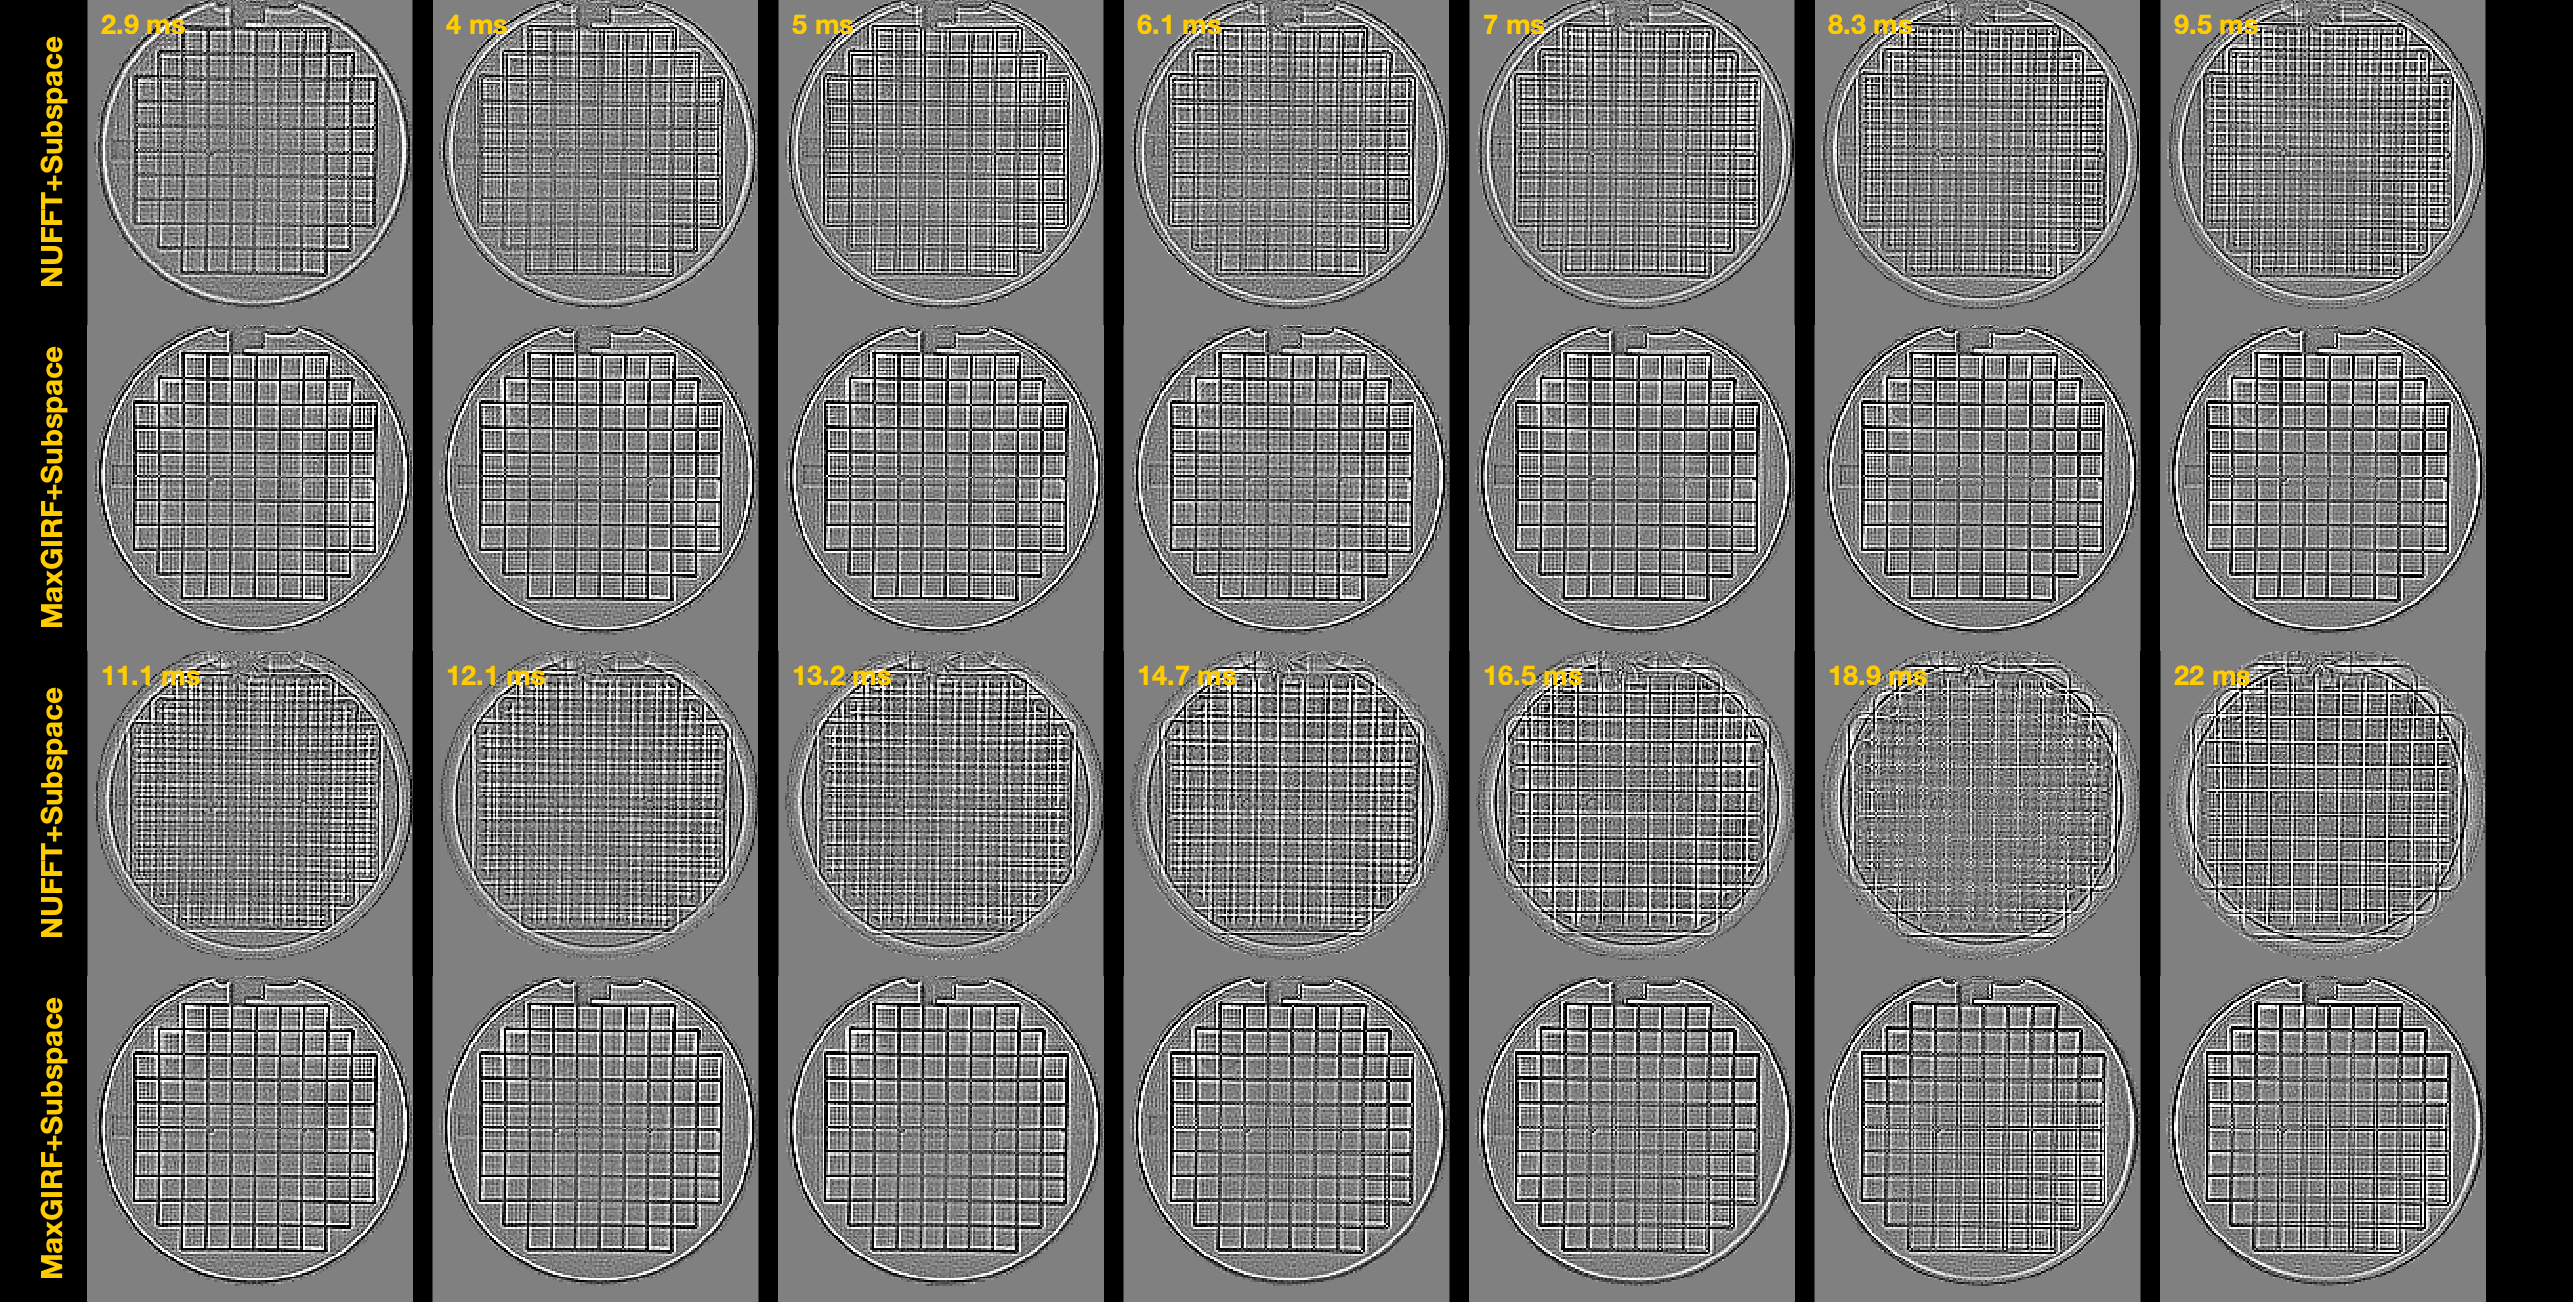 NUFFT+Subspace
2.9 ms
4 ms
5 ms
6.1 ms
7 ms
8.3 ms
9.5 ms
MaxGIRF+Subspace
NUFFT+Subspace
11.1 ms
12.1 ms
13.2 ms
14.7 ms
16.5 ms
18.9 ms
22 ms
MaxGIRF+Subspace